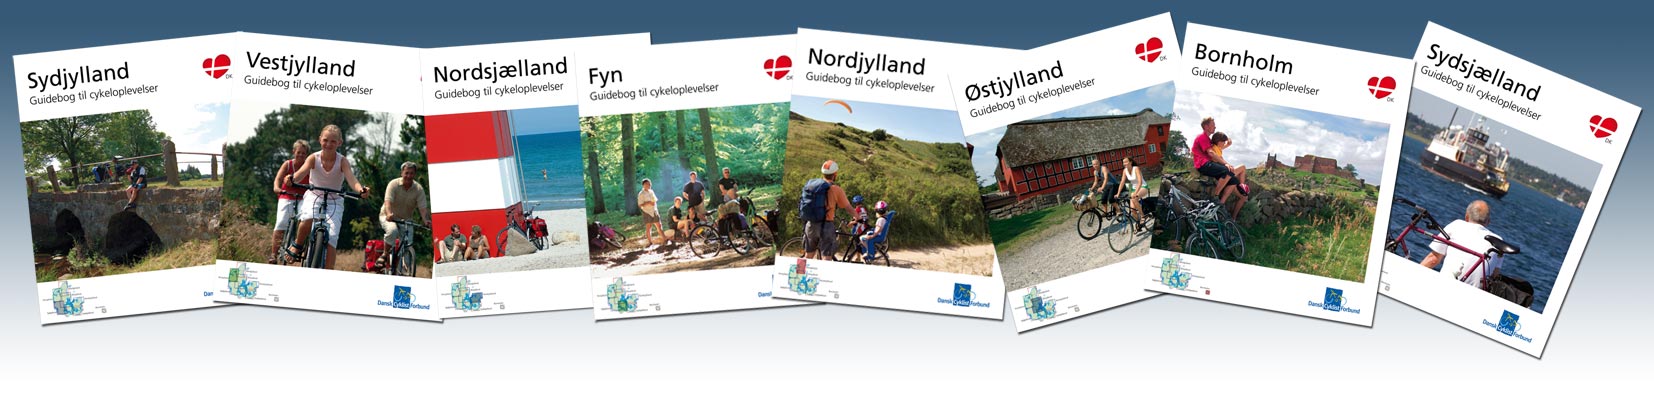 Sydjylland
Guidebog til cykeloplevelser
DK
Vestjylland
Guidebog til cykeloplevelser
Dansk Cyklist Forbund
Nordsjælland
Guidebog til cykeloplevelser
Fyn
Guidebog til cykeloplevelser
Nordjylland
Guidebog til cykeloplevelser
Dansk Cyklist Forbund
Østjylland
Guidebog til cykeloplevelser
DK
Bornholm
Guidebog til cykeloplevelser
DK
Dansk Cyklist Forbund
Sydsjælland
Guidebog til cykeloplevelser
DK
Dansk Cyklist Forbund